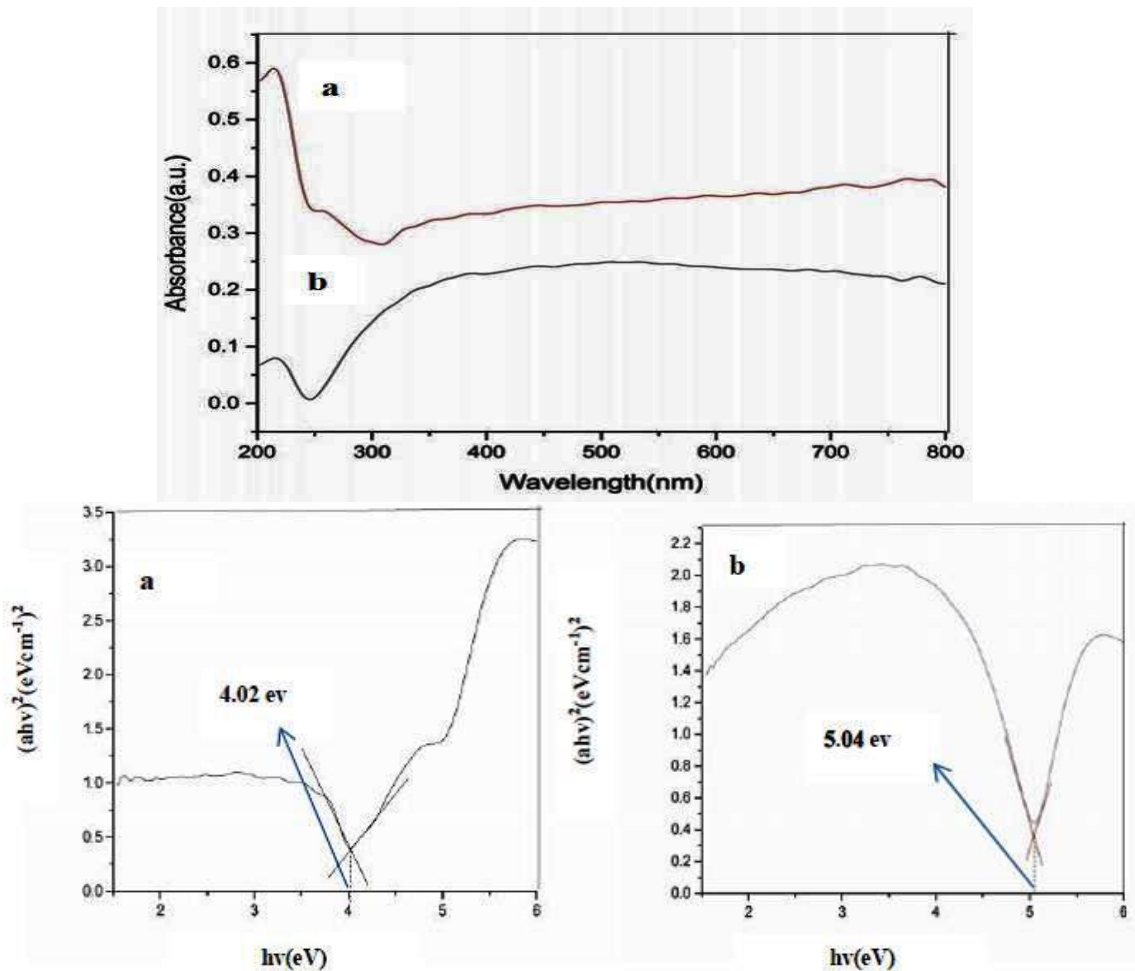 Absorbance(a.u.)
0.6
0.5
0.4
0.3
0.2
0.1
0.0
a
b
200 300 400 500 600 700 800
Wavelength(nm)
(ahv)²(eVcm⁻¹)²
3.5
3.0
2.5
2.0
1.5
1.0
0.5
0.0
a
4.02 ev
2 3 4 5 6
hv(eV)
(ahv)²(eVcm⁻¹)²
2.2
2.0
1.8
1.6
1.4
1.2
1.0
0.8
0.6
0.4
0.2
0.0
b
5.04 ev
2 3 4 5 6
hv(eV)